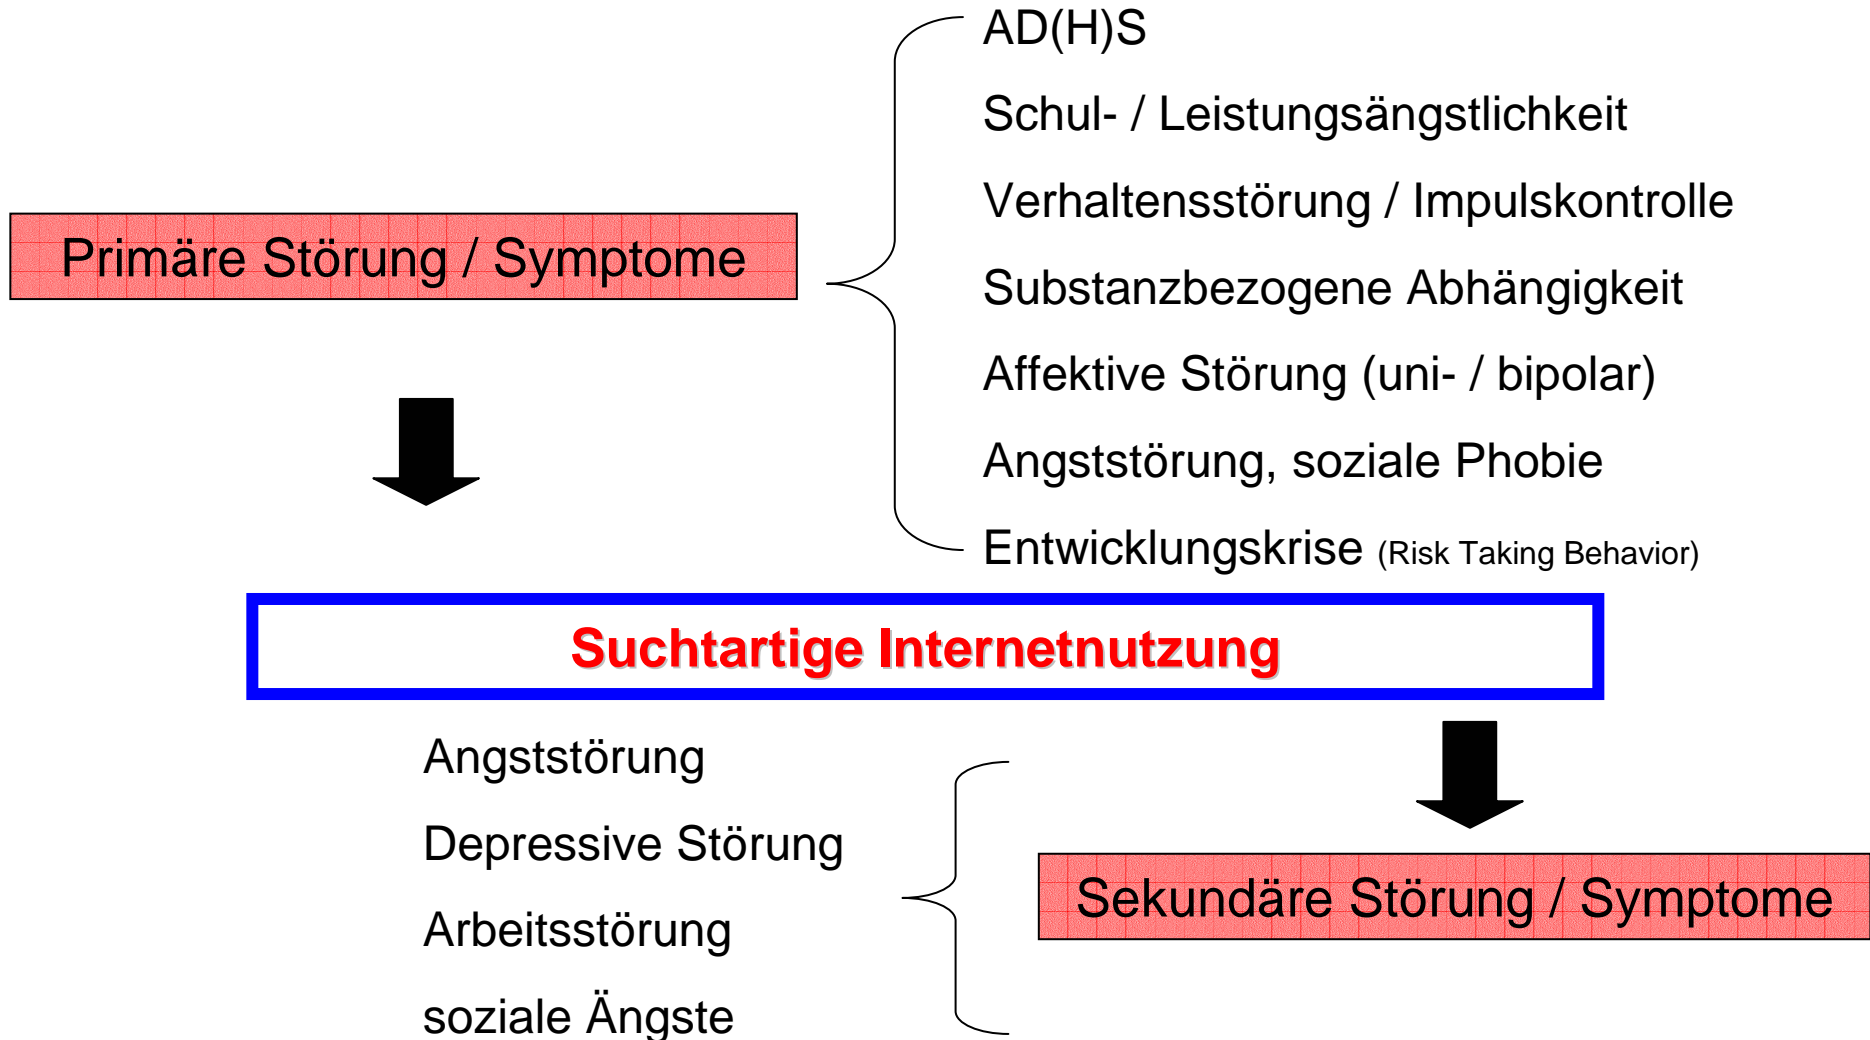 AD(H)S
Schul- / Leistungsängstlichkeit
Verhaltensstörung / Impulskontrolle
Primäre Störung / Symptome
Substanzbezogene Abhängigkeit
Affektive Störung (uni- / bipolar)
Angststörung, soziale Phobie
Entwicklungskrise (Risk Taking Behavior)
Suchtartige Internetnutzung
Angststörung
Depressive Störung
Sekundäre Störung / Symptome
Arbeitsstörung
soziale Ängste